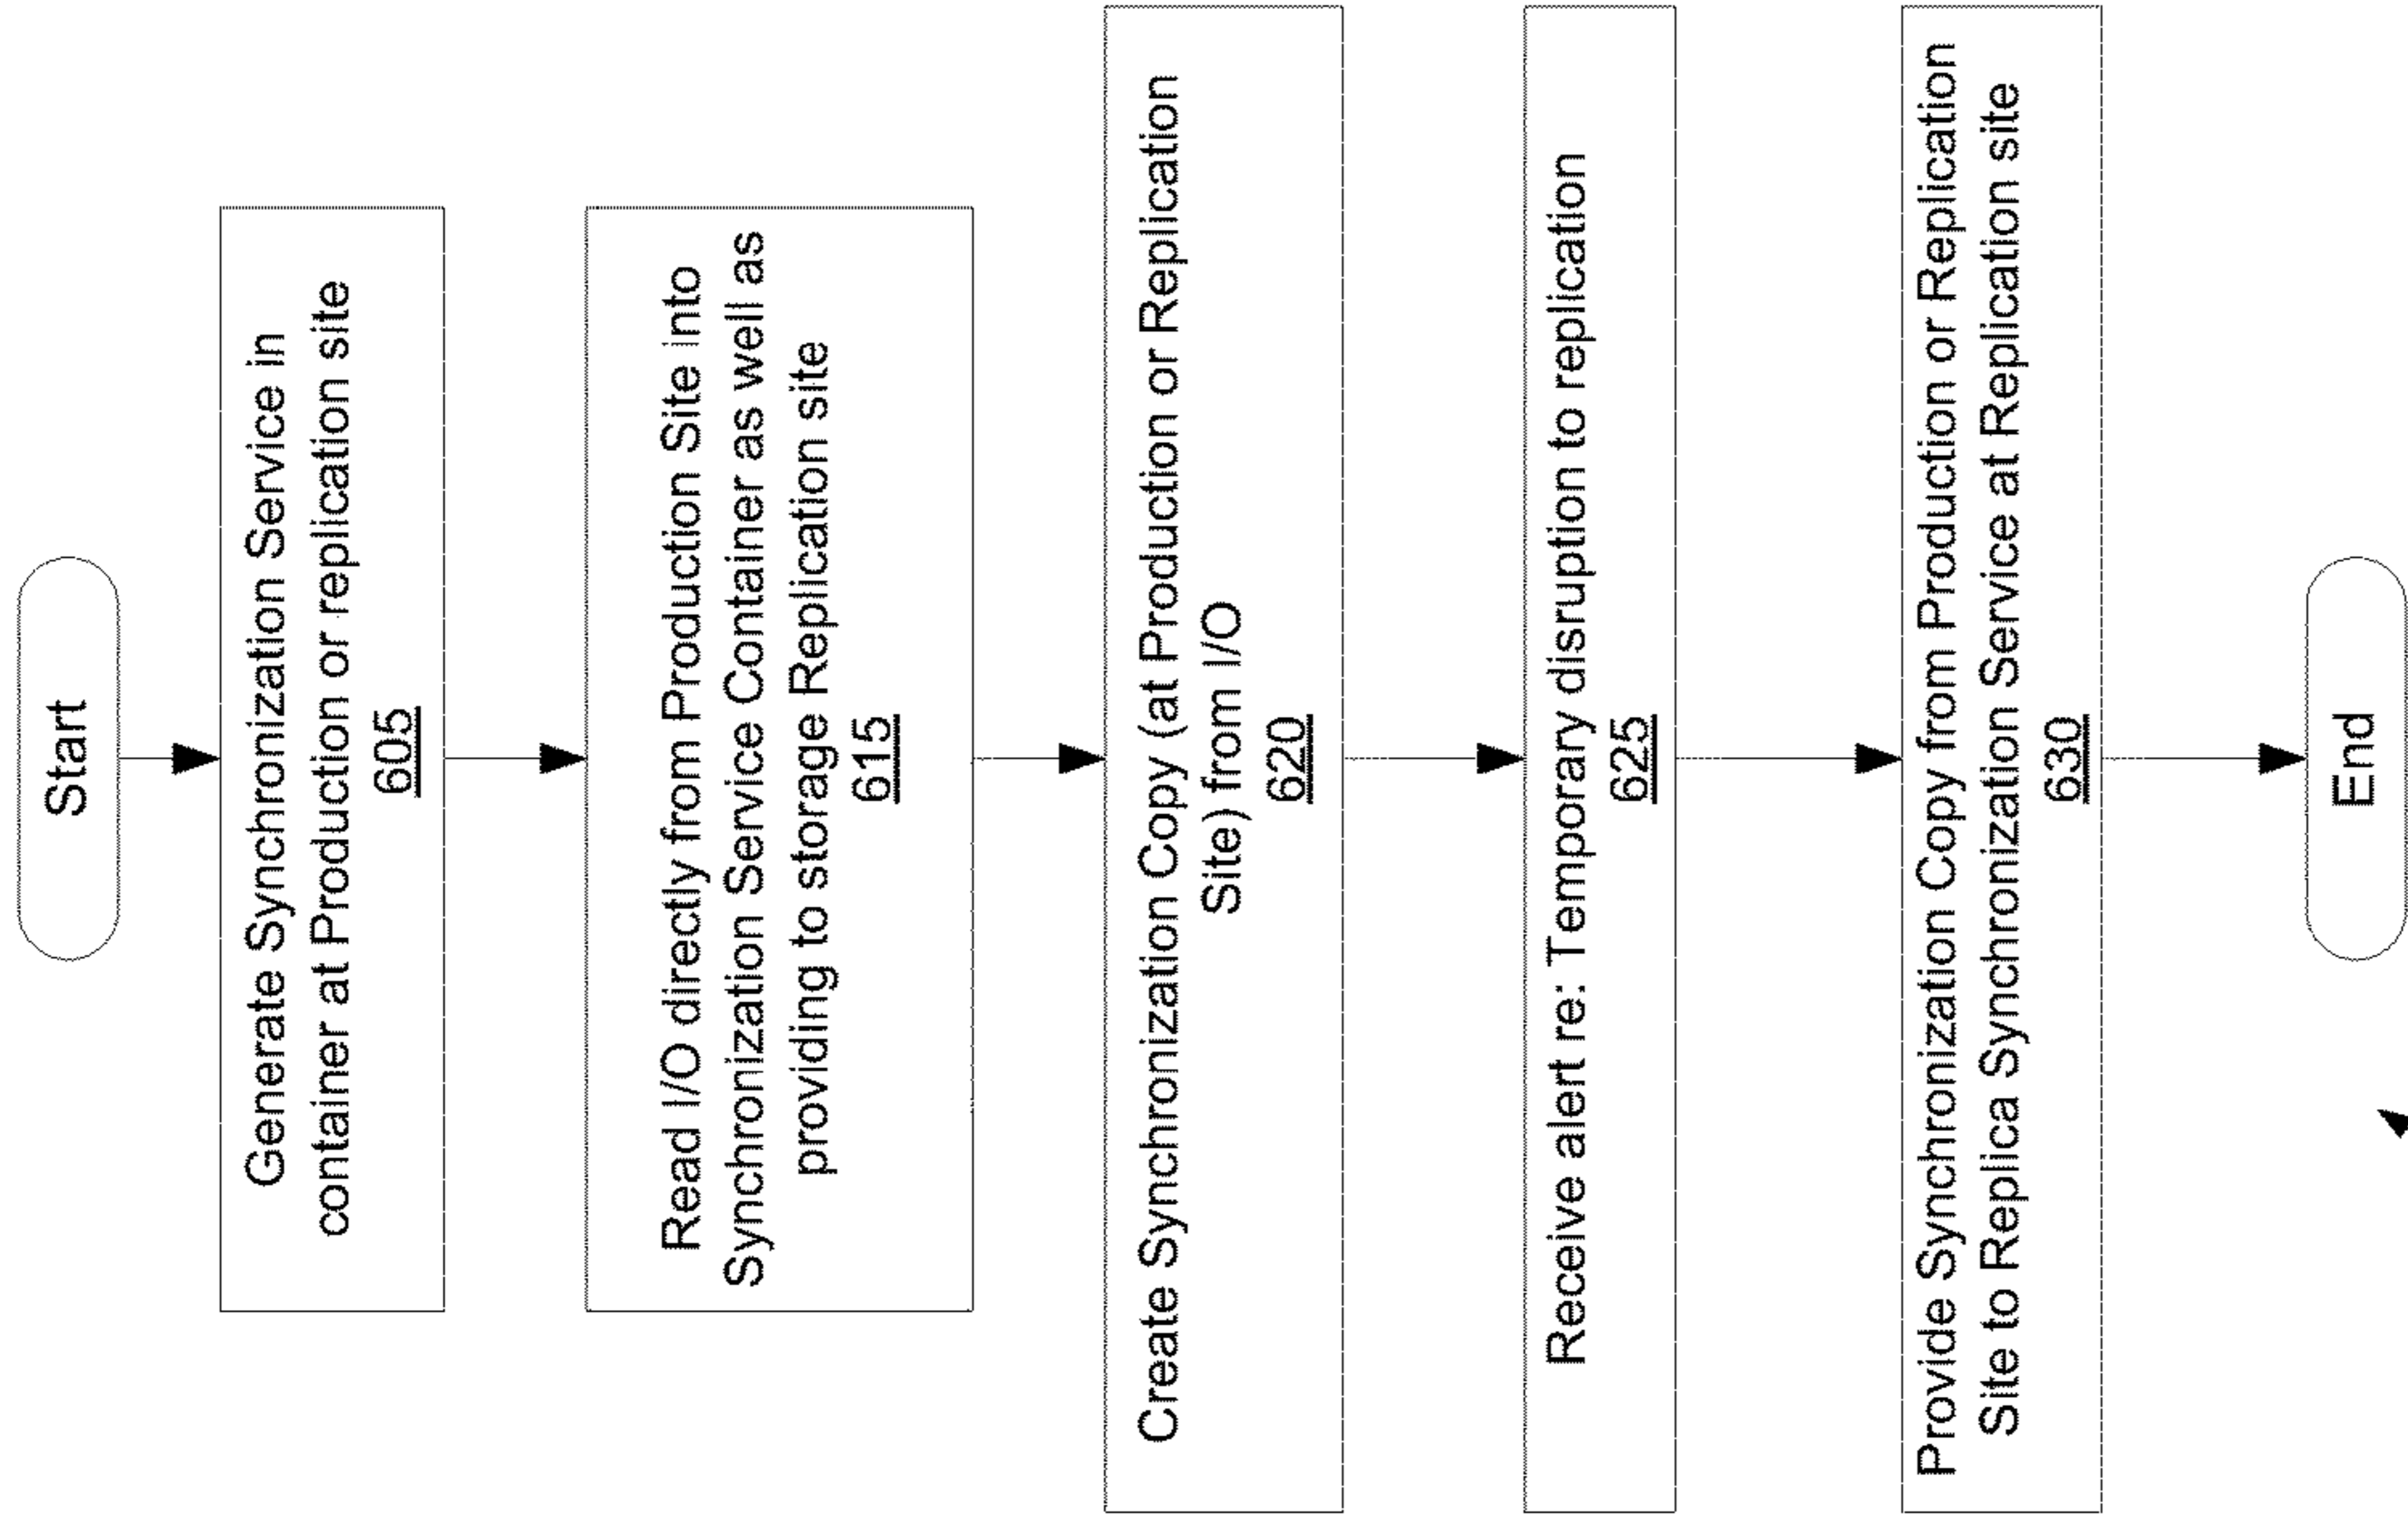 Start
Generate Synchronization Service in
container at Production or replication site
605
Read I/O directly from Production Site into
Synchronization Service Container as well as
providing to storage Replication site
615
Create Synchronization Copy (at Production or Replication
Site) from I/O
620
Receive alert re: Temporary disruption to replication
625
Provide Synchronization Copy from Production or Replication
Site to Replica Synchronization Service at Replication site
630
End